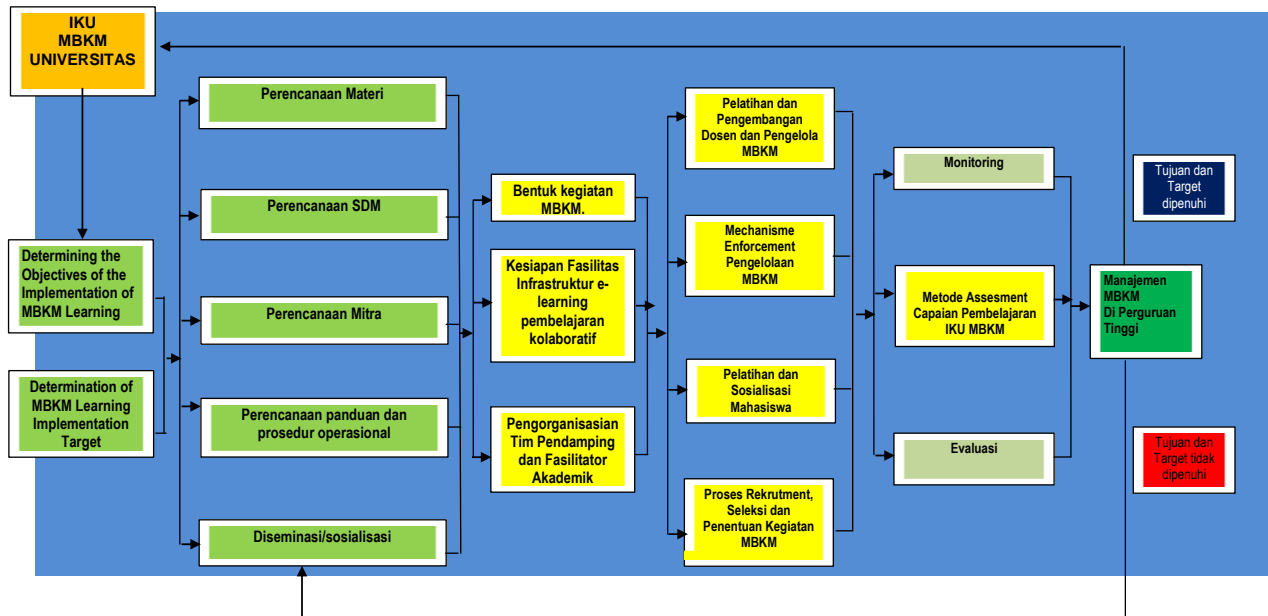 IKU
MBKM
UNIVERSITAS
Determining the
Objectives of the
Implementation of
MBKM Learning
Determination of
MBKM Learning
Implementation
Target
Perencanaan Materi
Perencanaan SDM
Perencanaan Mitra
Perencanaan panduan dan
prosedur operasional
Diseminasi/sosialisasi
Bentuk kegiatan
MBKM.
Kesiapan Fasilitas
Infrastruktur e-
learning
pembelajaran
kolaboratif
Pengorganisasian
Tim Pendamping
dan Fasilitator
Akademik
Pelatihan dan
Pengembangan
Dosen dan Pengelola
MBKM
Mechanisme
Enforcement
Pengelolaan
MBKM
Pelatihan dan
Sosialisasi
Mahasiswa
Proses Rekrutment,
Seleksi dan
Penentuan Kegiatan
MBKM
Monitoring
Metode Assesment
Capaian Pembelajaran
IKU MBKM
Evaluasi
Manajemen
MBKM
Di Perguruan
Tinggi
Tujuan dan
Target
dipenuhi
Tujuan dan
Target tidak
dipenuhi